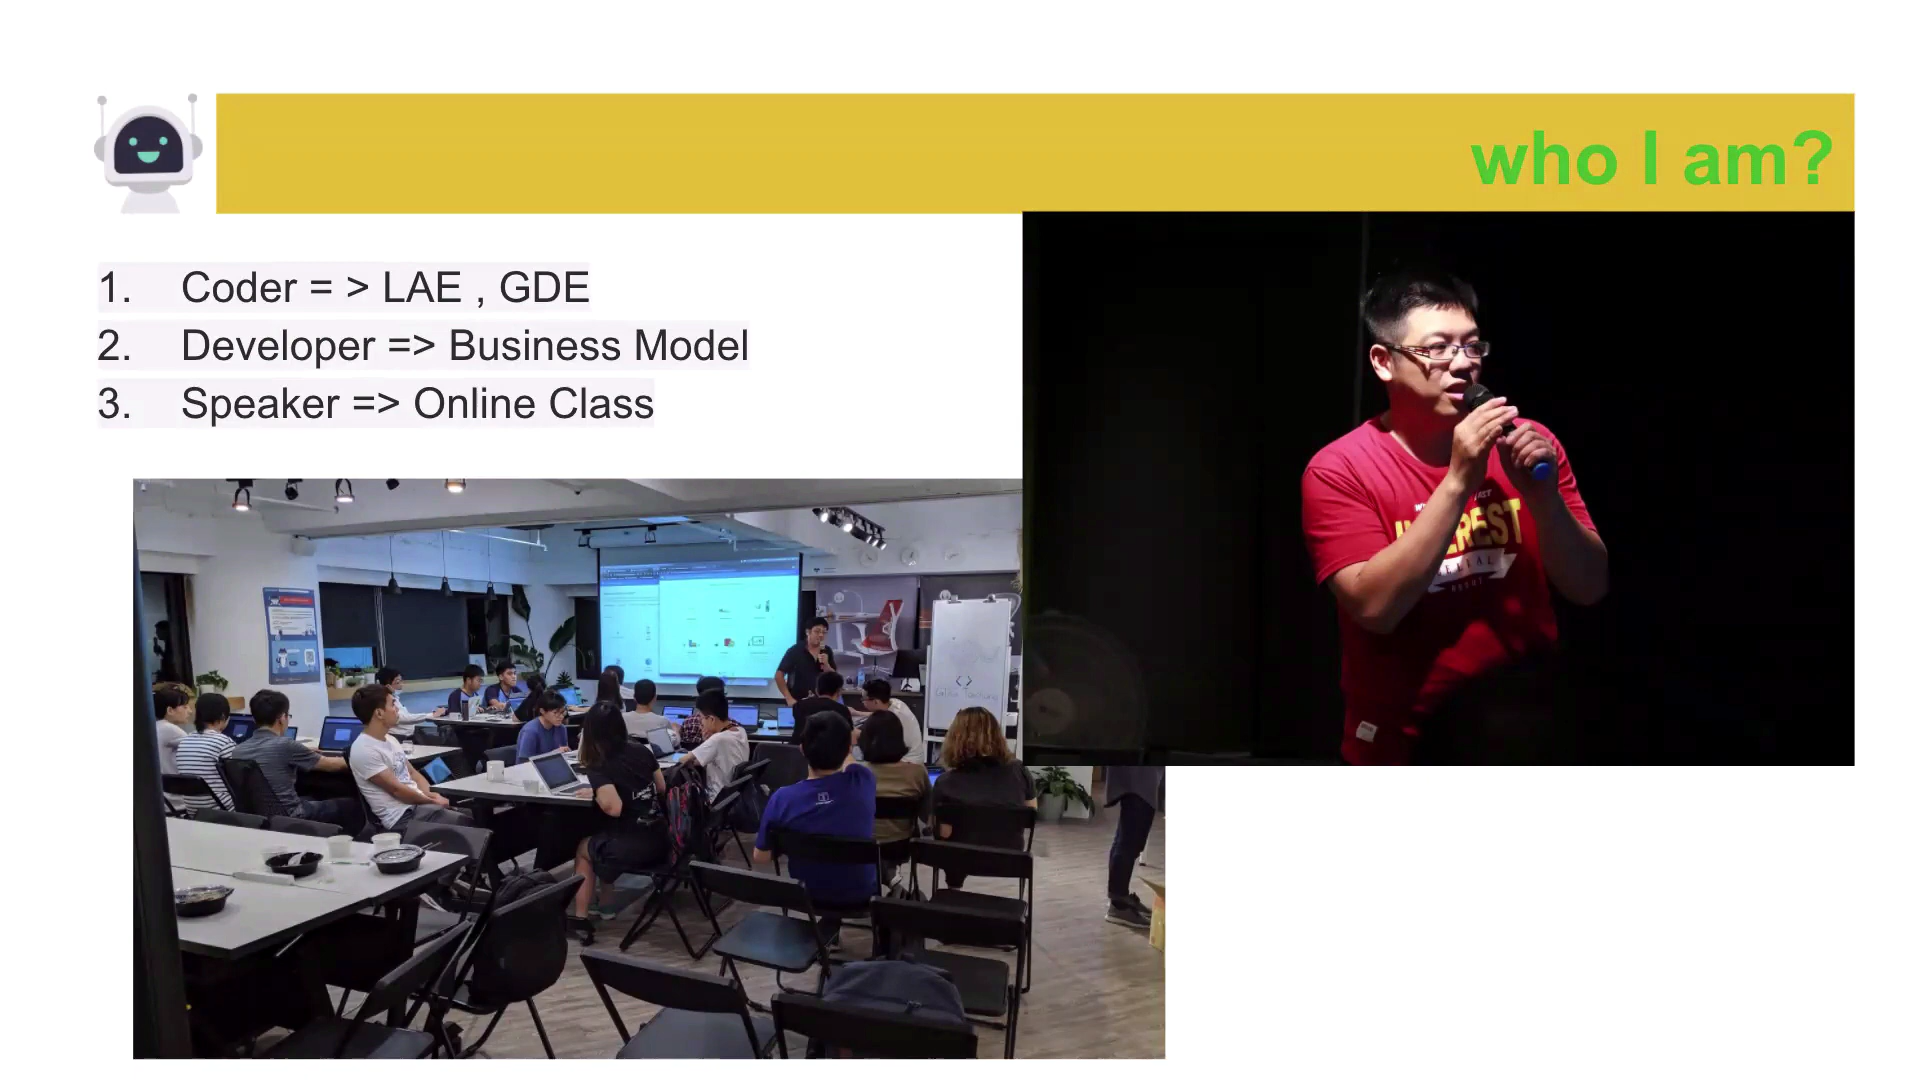 who I am?
1. Coder = > LAE , GDE
2. Developer => Business Model
3. Speaker => Online Class